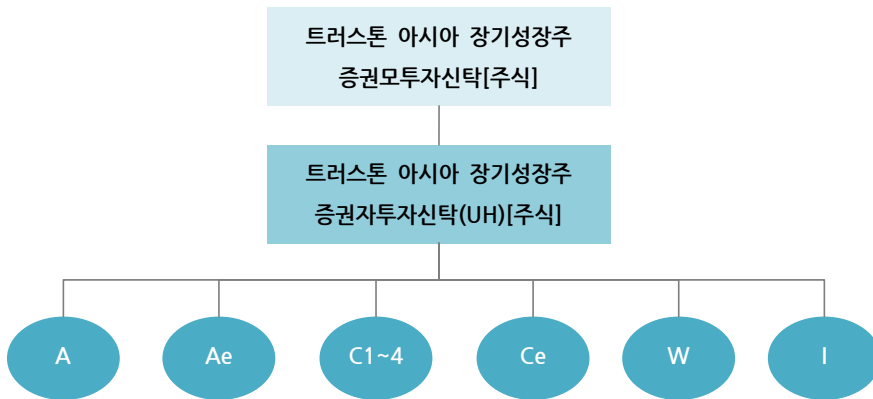 트러스톤 아시아 장기성장주
증권모투자신탁[주식]
트러스톤 아시아 장기성장주
증권자투자신탁(UH)[주식]
A Ae C1~4 Ce W I